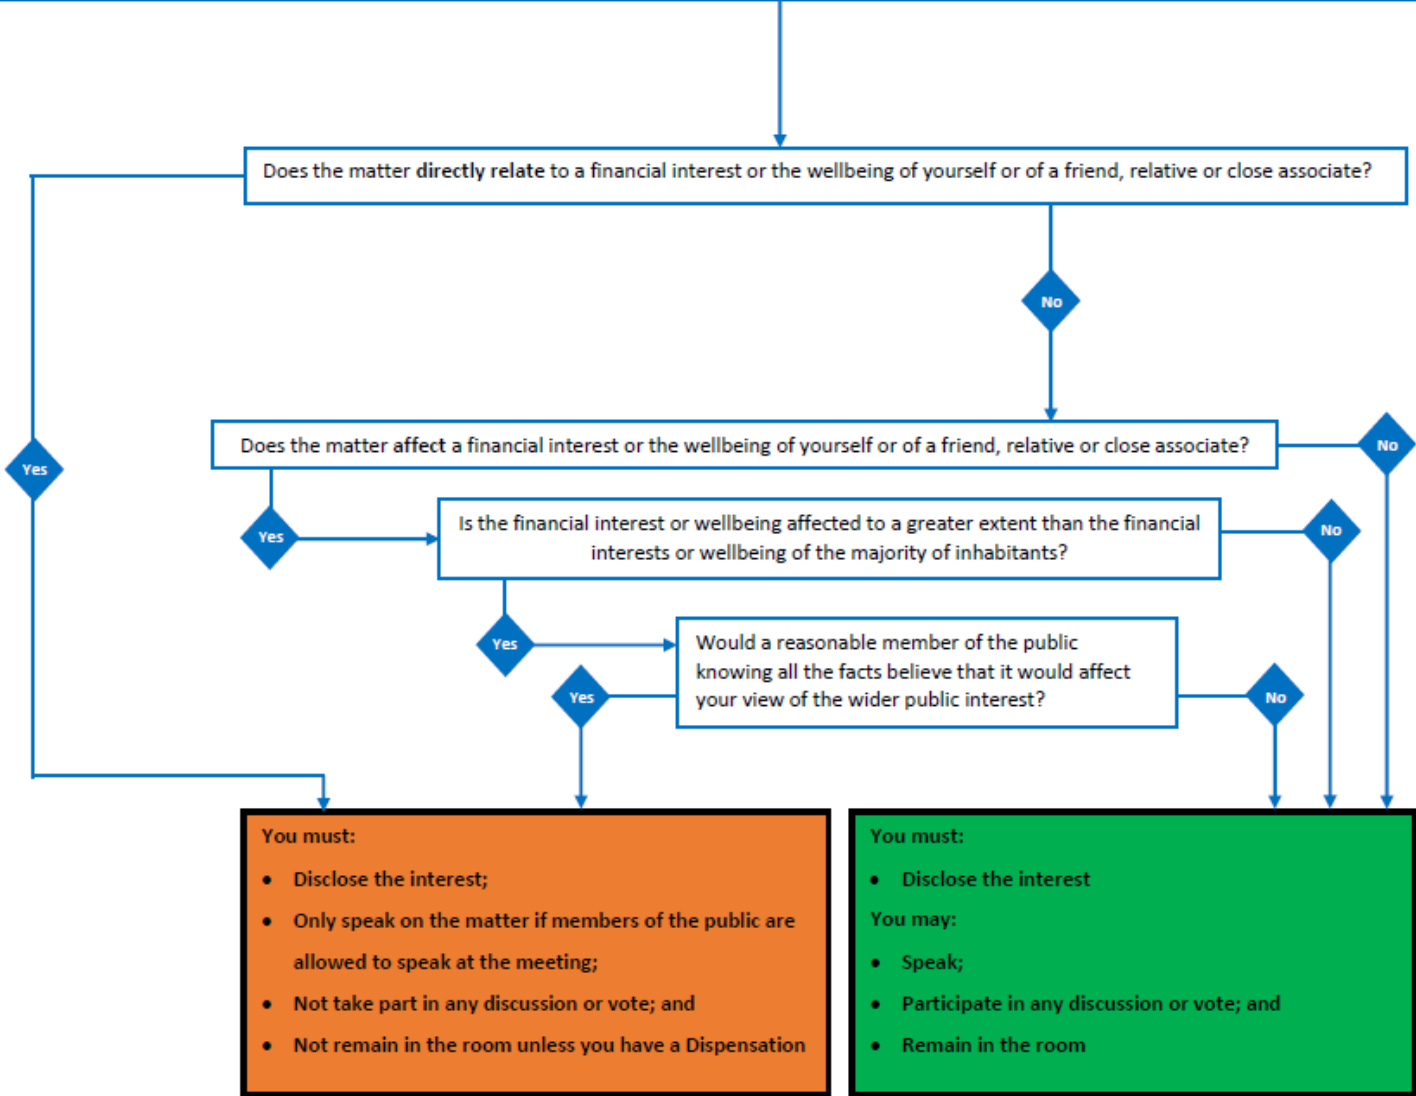 Does the matter directly relate to a financial interest or the wellbeing of yourself or of a friend, relative or close associate?
No
Does the matter affect a financial interest or the wellbeing of yourself or of a friend, relative or close associate?
No
Yes
Is the financial interest or wellbeing affected to a greater extent than the financial
interests or wellbeing of the majority of inhabitants?
No
Yes
Yes
Would a reasonable member of the public
knowing all the facts believe that it would affect
your view of the wider public interest?
Yes
No
You must:
• Disclose the interest;
• Only speak on the matter if members of the public are
allowed to speak at the meeting;
• Not take part in any discussion or vote; and
• Not remain in the room unless you have a Dispensation
You must:
• Disclose the interest
You may:
• Speak;
• Participate in any discussion or vote; and
• Remain in the room